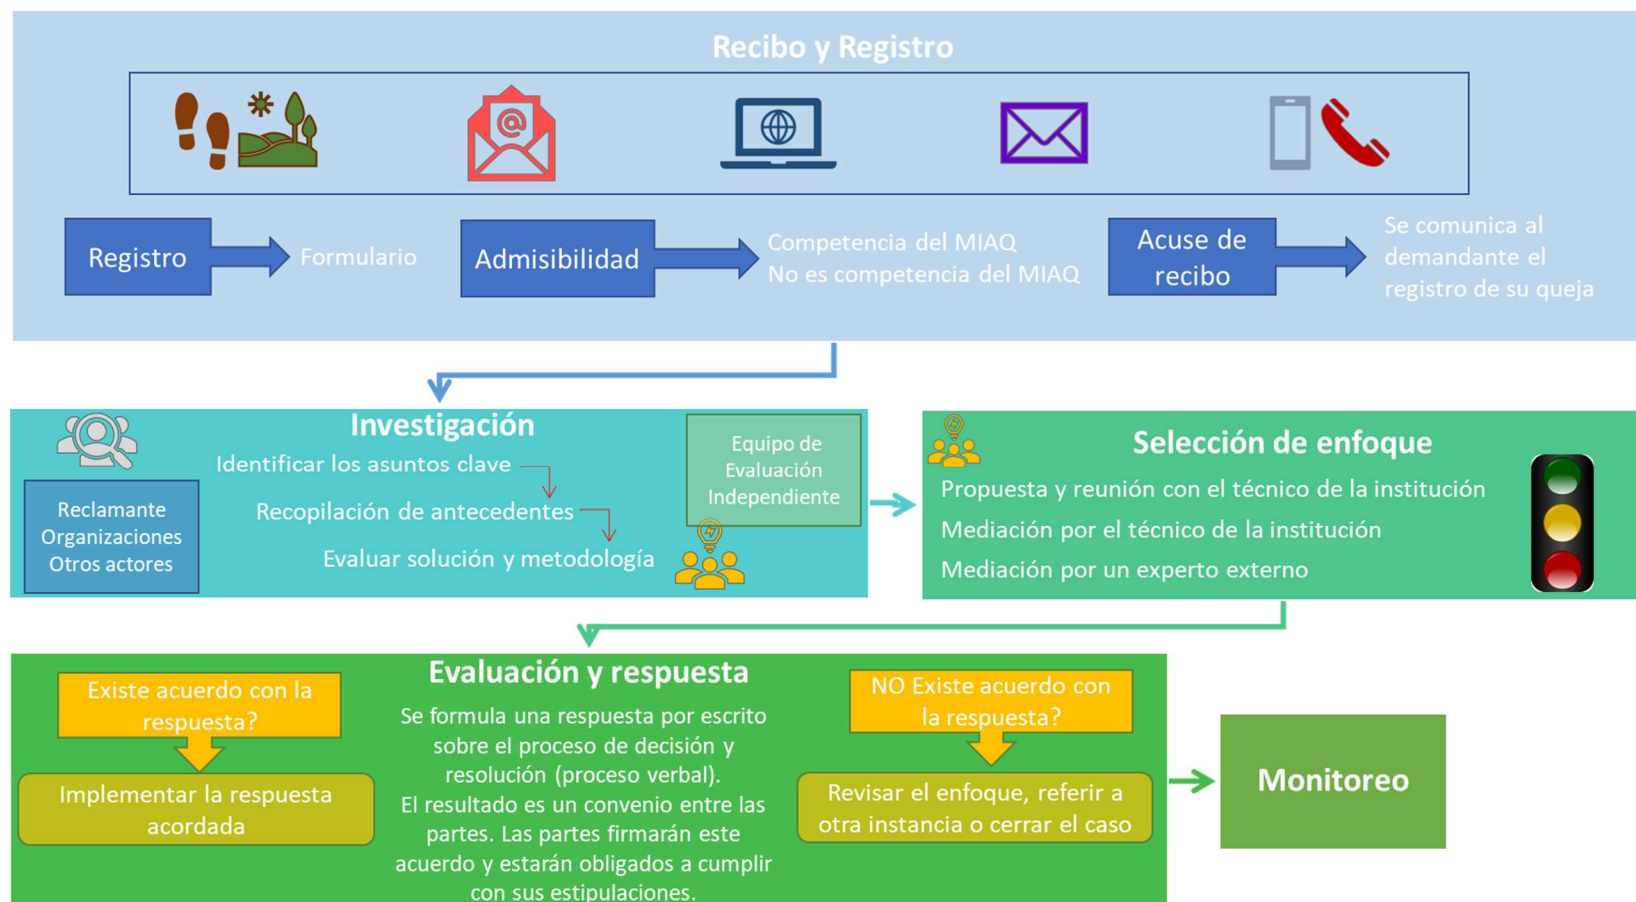 Recibo y Registro
Registro
Formulario
Admisibilidad
Competencia del MIAQ
No es competencia del MIAQ
Acuse de
recibo
Se comunica al
demandante el
registro de su queja
Investigación
Identificar los asuntos clave
Recopilación de antecedentes
Evaluar solución y metodología
Reclamante
Organizaciones
Otros actores
Equipo de
Evaluación
Independiente
Selección de enfoque
Propuesta y reunión con el técnico de la institución
Mediación por el técnico de la institución
Mediación por un experto externo
Evaluación y respuesta
Existe acuerdo con la
respuesta?
Implementar la respuesta
acordada
Se formula una respuesta por escrito
sobre el proceso de decisión y
resolución (proceso verbal).
El resultado es un convenio entre las
partes. Las partes firmarán este
acuerdo y estarán obligados a cumplir
con sus estipulaciones.
NO Existe acuerdo con
la respuesta?
Revisar el enfoque, referir a
otra instancia o cerrar el caso
Monitoreo